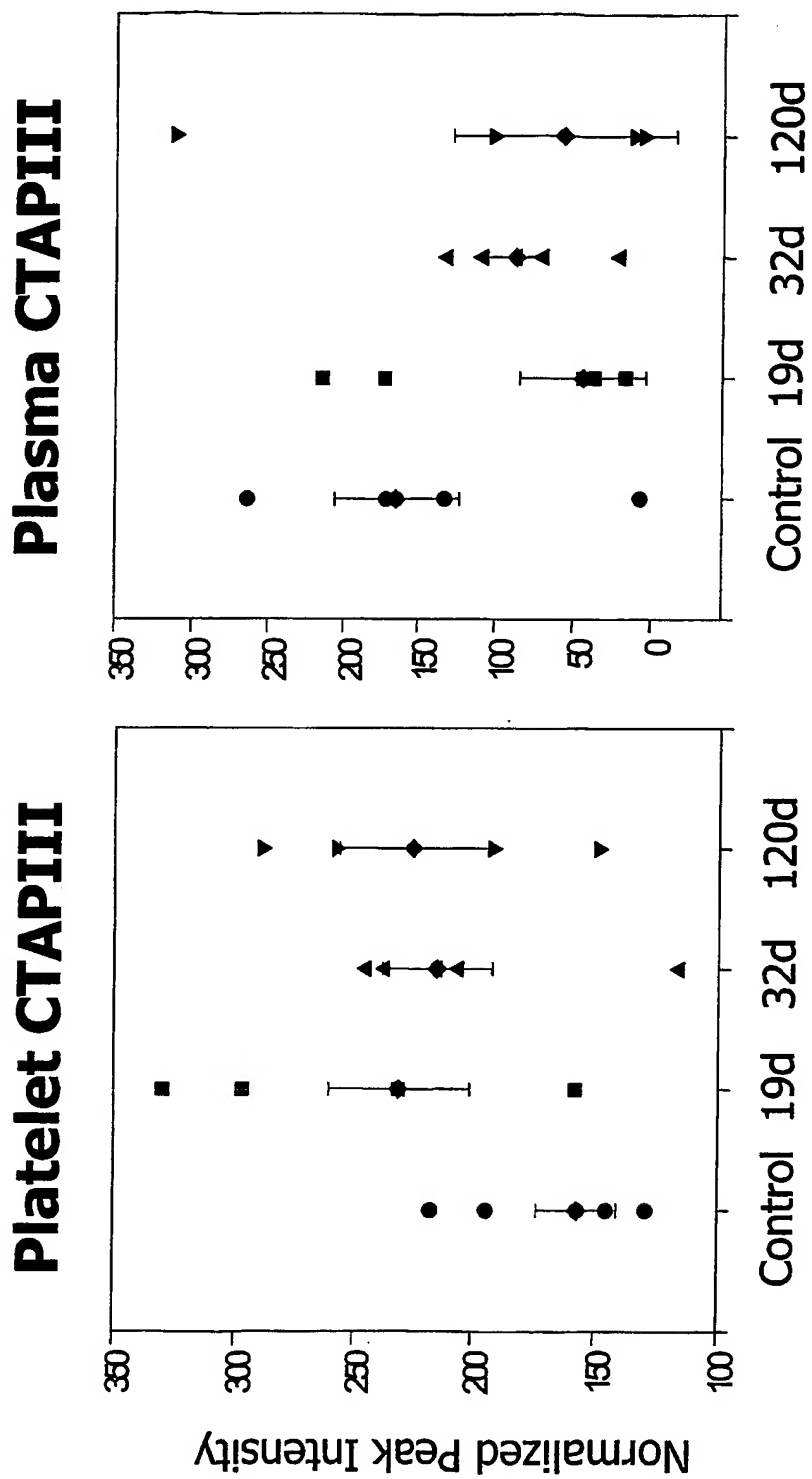 Platelet CTAPIII
Normalized Peak Intensity
350
300
250
200
150
100
Control 19d 32d 120d
Plasma CTAPIII
350
300
250
200
150
100
50
0
Control 19d 32d 120d